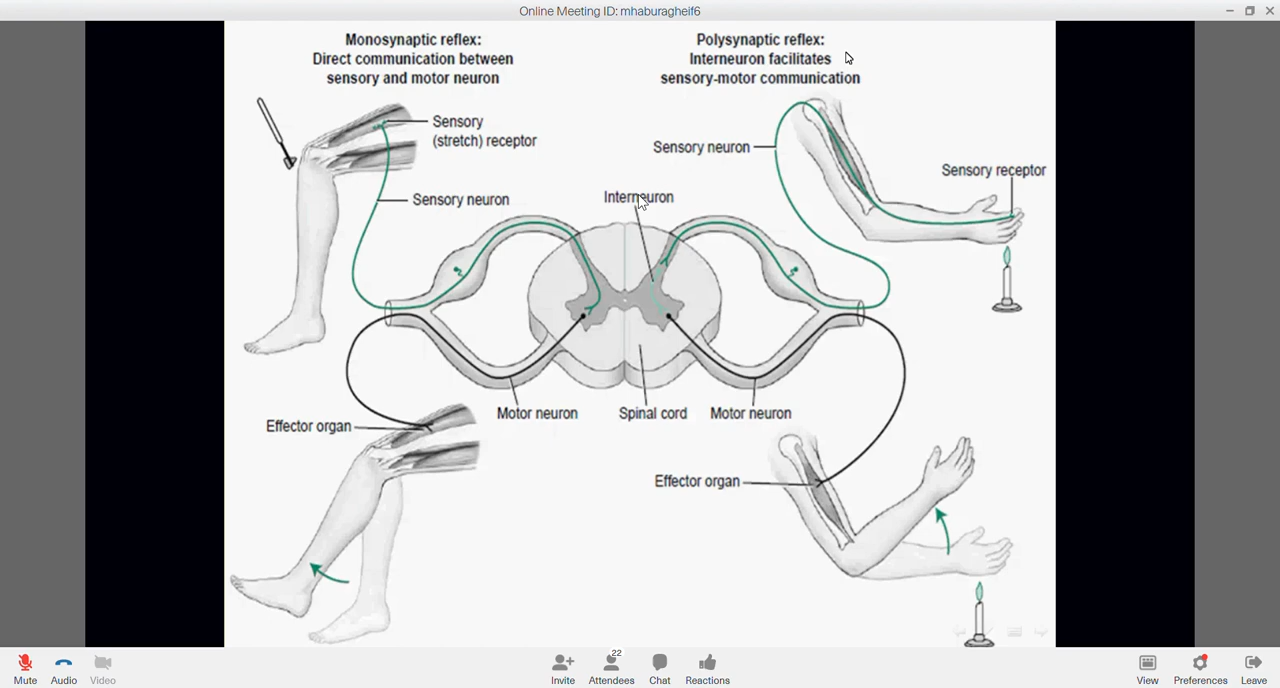 Online Meeting ID: mhaburagheif6
Monosynaptic reflex:
Direct communication between
sensory and motor neuron
Polysynaptic reflex:
Interneuron facilitates
sensory-motor communication
Sensory
(stretch) receptor
Sensory neuron
Sensory receptor
Sensory neuron
Interneuron
Motor neuron
Spinal cord
Motor neuron
Effector organ
Effector organ
22
Mute
Audio
Video
Invite
Attendees
Chat
Reactions
View
Preferences
Leave